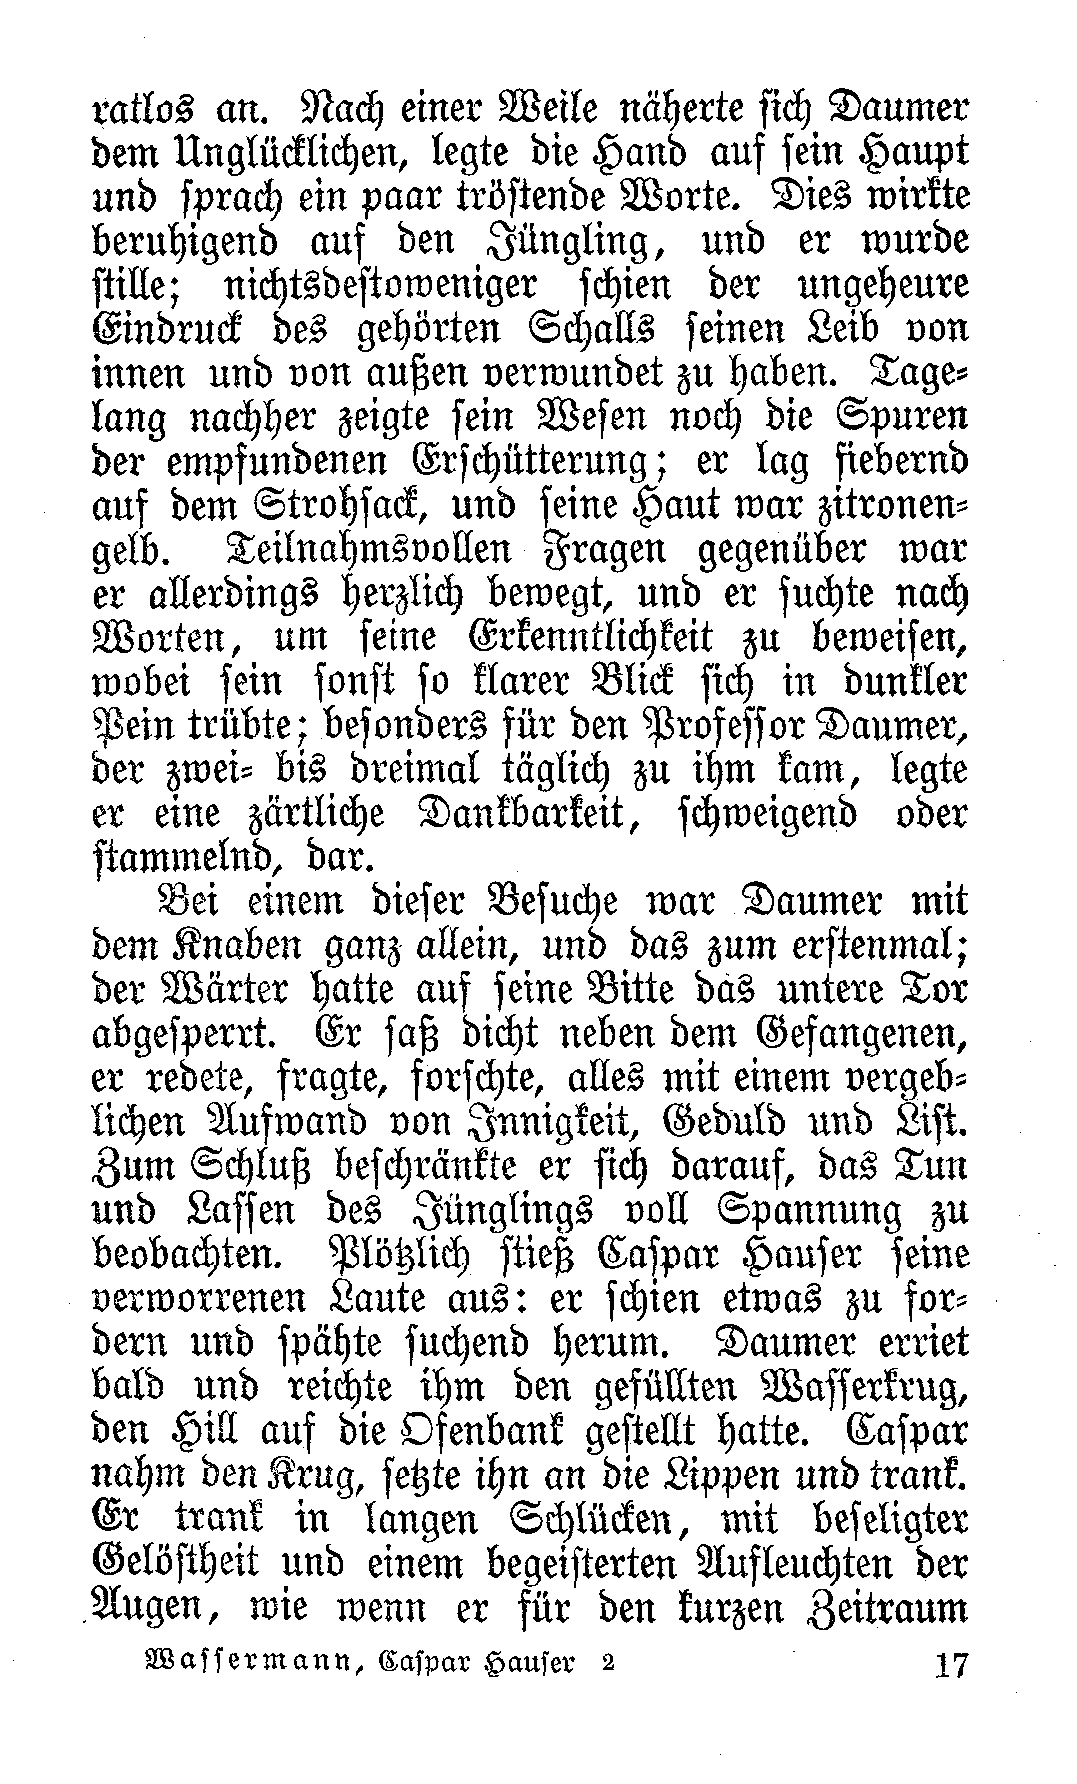 ratlos an. Nach einer Weile näherte sich Daumer
dem Unglücklichen, legte die Hand auf sein Haupt
und sprach ein paar tröstende Worte. Dies wirkte
beruhigend auf den Jüngling, und er wurde
stille; nichtsdestoweniger schien der ungeheure
Eindruck des gehörten Schalls seinen Leib von
innen und von außen verwundet zu haben. Tage-
lang nachher zeigte sein Wesen noch die Spuren
der empfundenen Erschütterung; er lag fiebernd
auf dem Strohsack, und seine Haut war zitronen-
gelb. Teilnahmsvollen Fragen gegenüber war
er allerdings herzlich bewegt, und er suchte nach
Worten, um seine Erkenntlichkeit zu beweisen,
wobei sein sonst so klarer Blick sich in dunkler
Pein trübte; besonders für den Professor Daumer,
der zwei- bis dreimal täglich zu ihm kam, legte
er eine zärtliche Dankbarkeit, schweigend oder
stammelnd, dar.
Bei einem dieser Besuche war Daumer mit
dem Knaben ganz allein, und das zum erstenmal;
der Wärter hatte auf seine Bitte das untere Tor
abgesperrt. Er saß dicht neben dem Gefangenen,
er redete, fragte, forschte, alles mit einem vergeb-
lichen Aufwand von Innigkeit, Geduld und List.
Zum Schluß beschränkte er sich darauf, das Tun
und Lassen des Jünglings voll Spannung zu
beobachten. Plötzlich stieß Caspar Hauser seine
verworrenen Laute aus: er schien etwas zu for-
dern und spähte suchend herum. Daumer erriet
bald und reichte ihm den gefüllten Wasserkrug,
den Hill auf die Ofenbank gestellt hatte. Caspar
nahm den Krug, setzte ihn an die Lippen und trank.
Er trank in langen Schlücken, mit beseligter
Gelöstheit und einem begeisterten Aufleuchten der
Augen, wie wenn er für den kurzen Zeitraum
Wassermann, Caspar Hauser 2
17